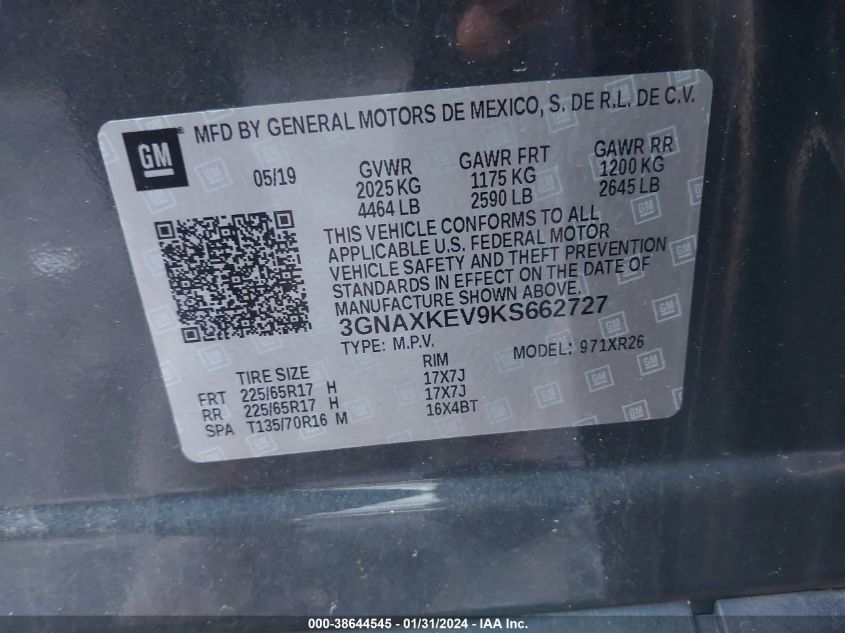 GM
MFD BY GENERAL MOTORS DE MEXICO, S. DE R.L. DE C.V.
05/19
GVWR
2025 KG
4464 LB
GAWR FRT
1175 KG
2590 LB
GAWR RR
1200 KG
2645 LB
THIS VEHICLE CONFORMS TO ALL
APPLICABLE U.S. FEDERAL MOTOR
VEHICLE SAFETY AND THEFT PREVENTION
STANDARDS IN EFFECT ON THE DATE OF
MANUFACTURE SHOWN ABOVE.
3GNAXKEV9KS662727
TYPE: M.P.V. MODEL: 971XR26
TIRE SIZE RIM
FRT 225/65R17 H 17X7J
RR 225/65R17 H 17X7J
SPA T135/70R16 M 16X4BT
000-38644545 - 01/31/2024 - IAA Inc.